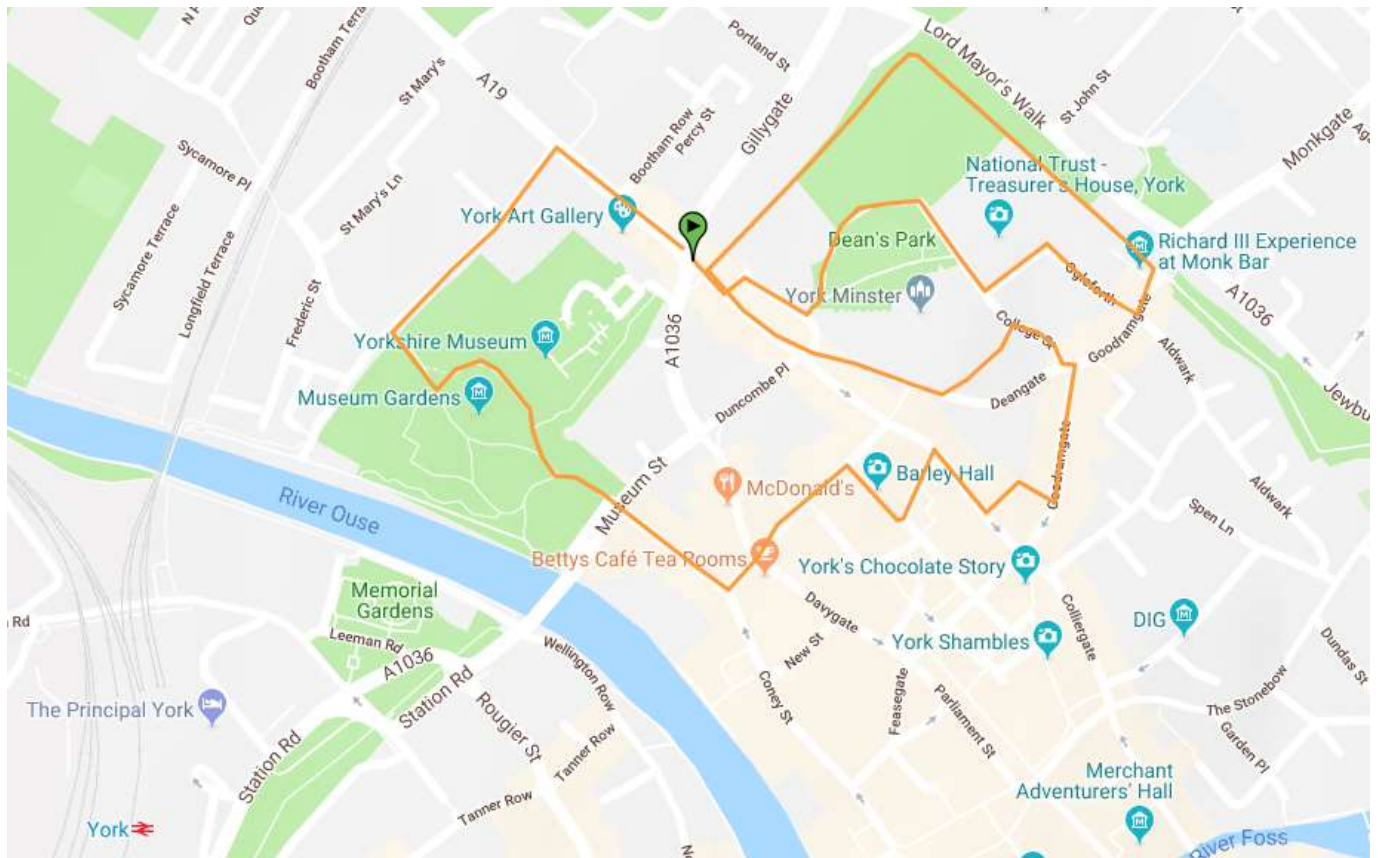 N P
Que
Bootham Terra
Bootham Terrace
A19
St Mary's
Portland St
Gillygate
Lord Mayor's Walk
St John St
Monkgate
Bootham Row
Percy St
Sycamore Pl
St Mary's Ln
Sycamore Terrace
Longfield Terrace
Frederic St
York Art Gallery
National Trust -
Treasurer's House, York
Dean's Park
Richard III Experience
at Monk Bar
York Minster
Ogleforth
A1036
College St
Goodramgate
Aldwark
Jewbu
Yorkshire Museum
A1036
Museum Gardens
Duncombe Pl
Deangate
Goodramgate
River Ouse
Museum St
McDonald's
Barley Hall
Aldwark
Spen Ln
Bettys Café Tea Rooms
York's Chocolate Story
Memorial
Gardens
Rd
Leeman Rd
A1036
Station Rd
Wellington Row
Davygate
New St
York Shambles
Colliergate
DIG
Dundas St
The Principal York
Station Rd
Rougier St
Coney St
Feasegate
Parliament St
The Stonebow
Garden Pl
Tanner Row
Tanner Row
Merchant
Adventurers' Hall
York
River Foss